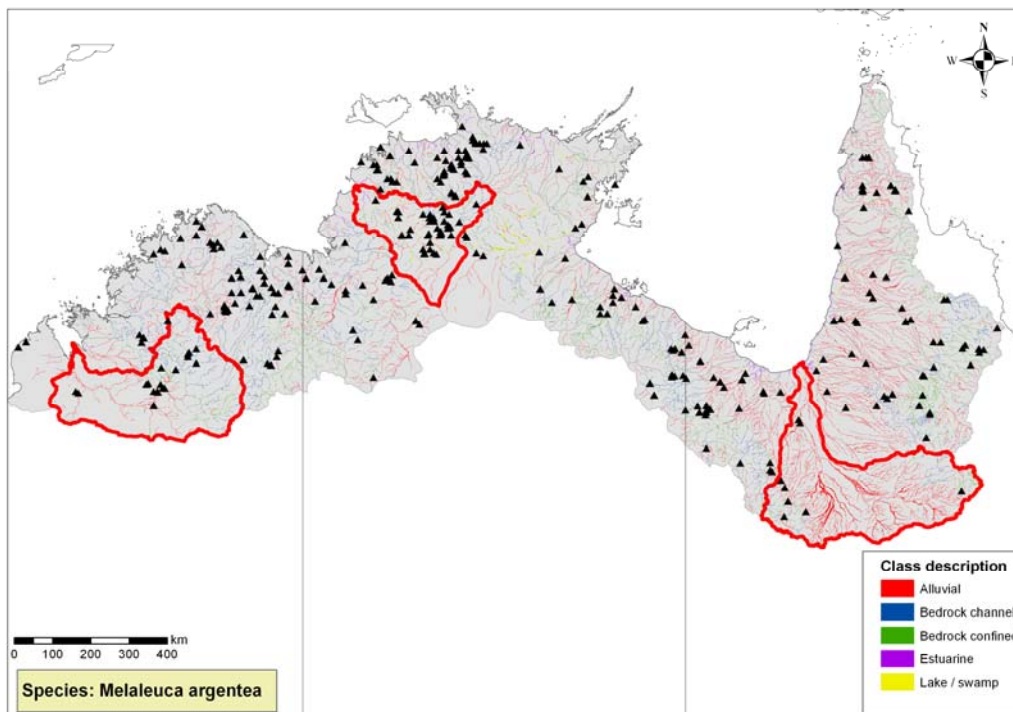 N
W
S
Class description
Alluvial
Bedrock channel
Bedrock confined
Estuarine
Lake / swamp
km
0 100 200 300 400
Species: Melaleuca argentea